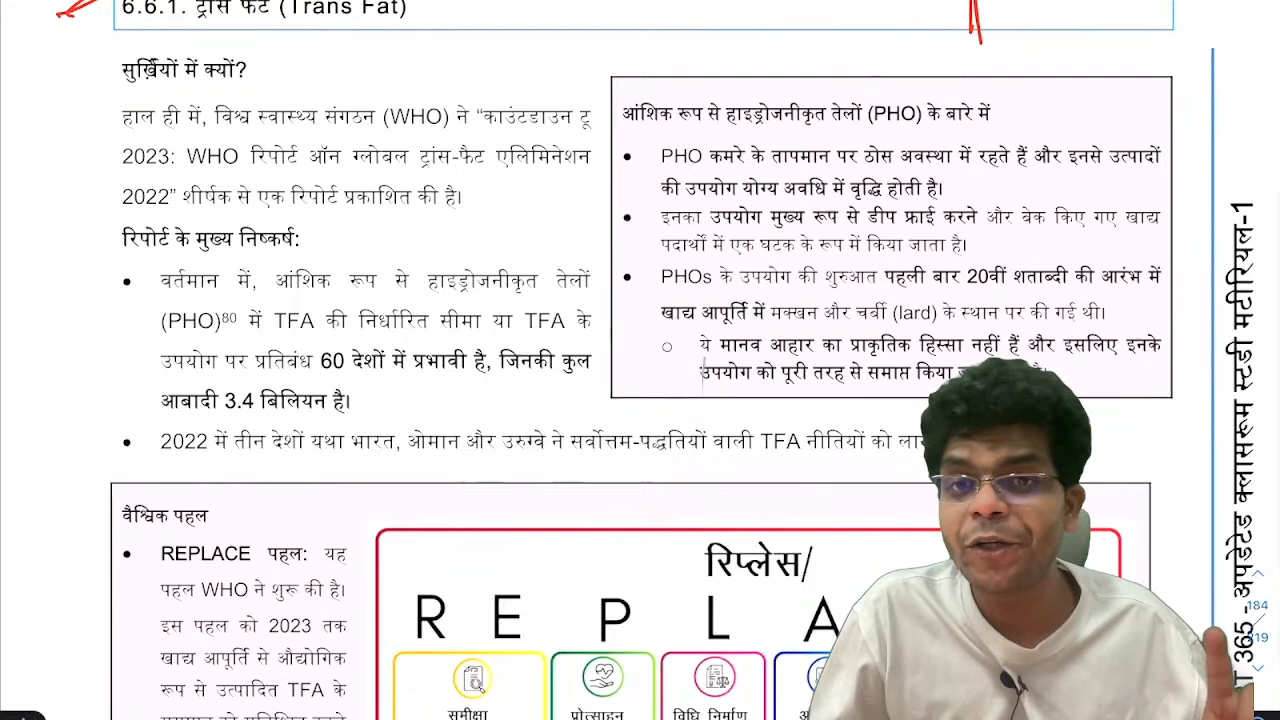 6.6.1. ट्रांस फैट (Trans Fat)
सुर्ख़ियों में क्यों?
हाल ही में, विश्व स्वास्थ्य संगठन (WHO) ने “काउंटडाउन टू
2023: WHO रिपोर्ट ऑन ग्लोबल ट्रांस-फैट एलिमिनेशन
2022” शीर्षक से एक रिपोर्ट प्रकाशित की है।
रिपोर्ट के मुख्य निष्कर्ष:
• वर्तमान में, आंशिक रूप से हाइड्रोजनीकृत तेलों
(PHO)80 में TFA की निर्धारित सीमा या TFA के
उपयोग पर प्रतिबंध 60 देशों में प्रभावी है, जिनकी कुल
आबादी 3.4 बिलियन है।
आंशिक रूप से हाइड्रोजनीकृत तेलों (PHO) के बारे में
• PHO कमरे के तापमान पर ठोस अवस्था में रहते हैं और इनसे उत्पादों
की उपयोग योग्य अवधि में वृद्धि होती है।
• इनका उपयोग मुख्य रूप से डीप फ्राई करने और बेक किए गए खाद्य
पदार्थों में एक घटक के रूप में किया जाता है।
• PHOs के उपयोग की शुरुआत पहली बार 20वीं शताब्दी की आरंभ में
खाद्य आपूर्ति में मक्खन और चर्बी (lard) के स्थान पर की गई थी।
○ ये मानव आहार का प्राकृतिक हिस्सा नहीं हैं और इसलिए इनके
उपयोग को पूरी तरह से समाप्त किया
• 2022 में तीन देशों यथा भारत, ओमान और उरुग्वे ने सर्वोत्तम-पद्धतियों वाली TFA नीतियों को
वैश्विक पहल
• REPLACE पहल: यह
पहल WHO ने शुरू की है।
इस पहल को 2023 तक
खाद्य आपूर्ति से औद्योगिक
रूप से उत्पादित TFA के
रिप्लेस/
R E P L A
समीक्षा
प्रोत्साहन
विधि निर्माण
365 - अपडेटेड क्लासरूम स्टडी मटीरियल-1
184